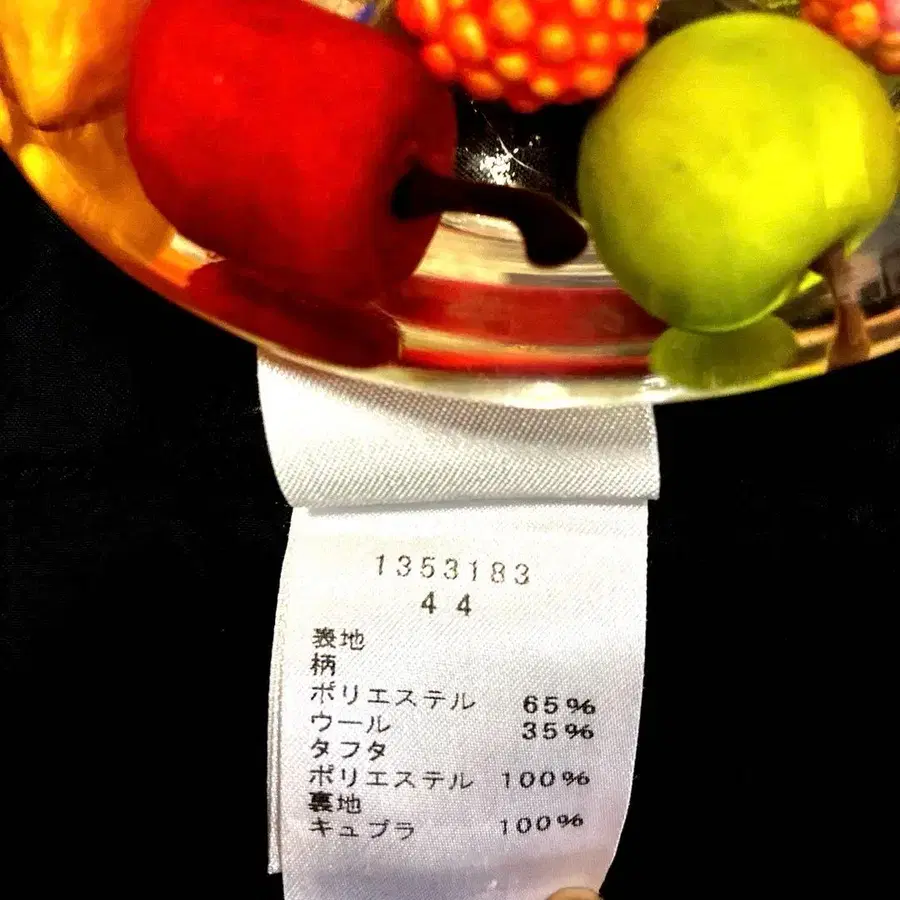 1353183
44
表地
柄
ポリエステル 65%
ウール 35%
タフタ
ポリエステル 100%
裏地
キュプラ 100%